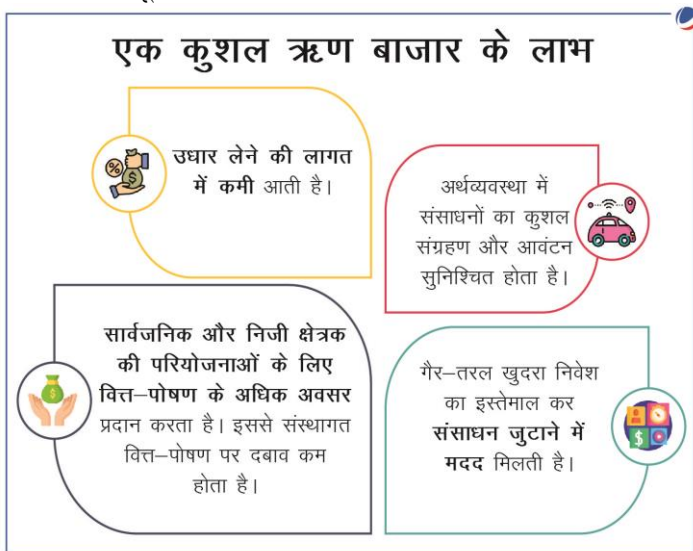 एक कुशल ऋण बाजार के लाभ
उधार लेने की लागत
में कमी आती है।
अर्थव्यवस्था में
संसाधनों का कुशल
संग्रहण और आवंटन
सुनिश्चित होता है।
सार्वजनिक और निजी क्षेत्रक
की परियोजनाओं के लिए
वित्त–पोषण के अधिक अवसर
प्रदान करता है। इससे संस्थागत
वित्त–पोषण पर दबाव कम
होता है।
गैर–तरल खुदरा निवेश
का इस्तेमाल कर
संसाधन जुटाने में
मदद मिलती है।